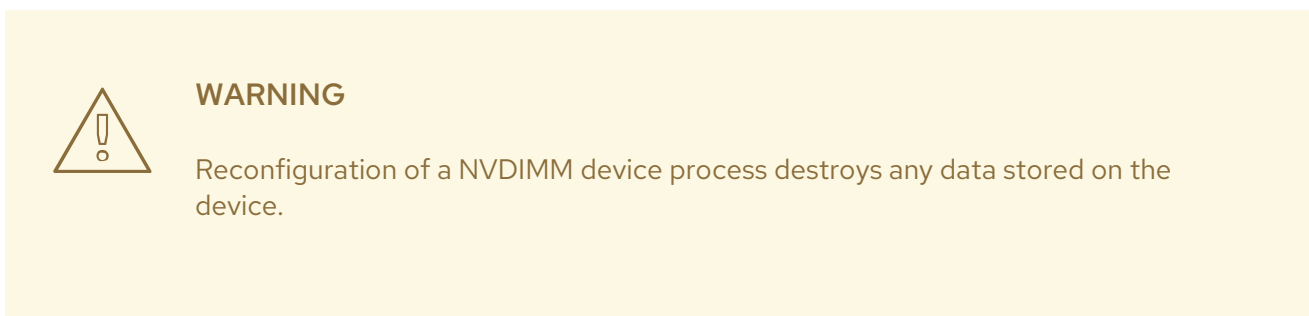 WARNING
Reconfiguration of a NVDIMM device process destroys any data stored on the
device.